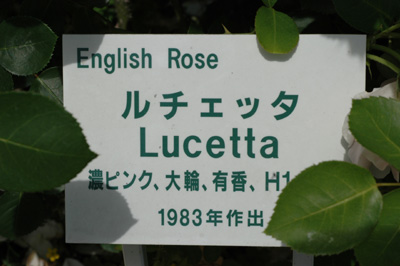 English Rose
ルチェッタ
Lucetta
濃ピンク、大輪、有香、H1
1983年作出